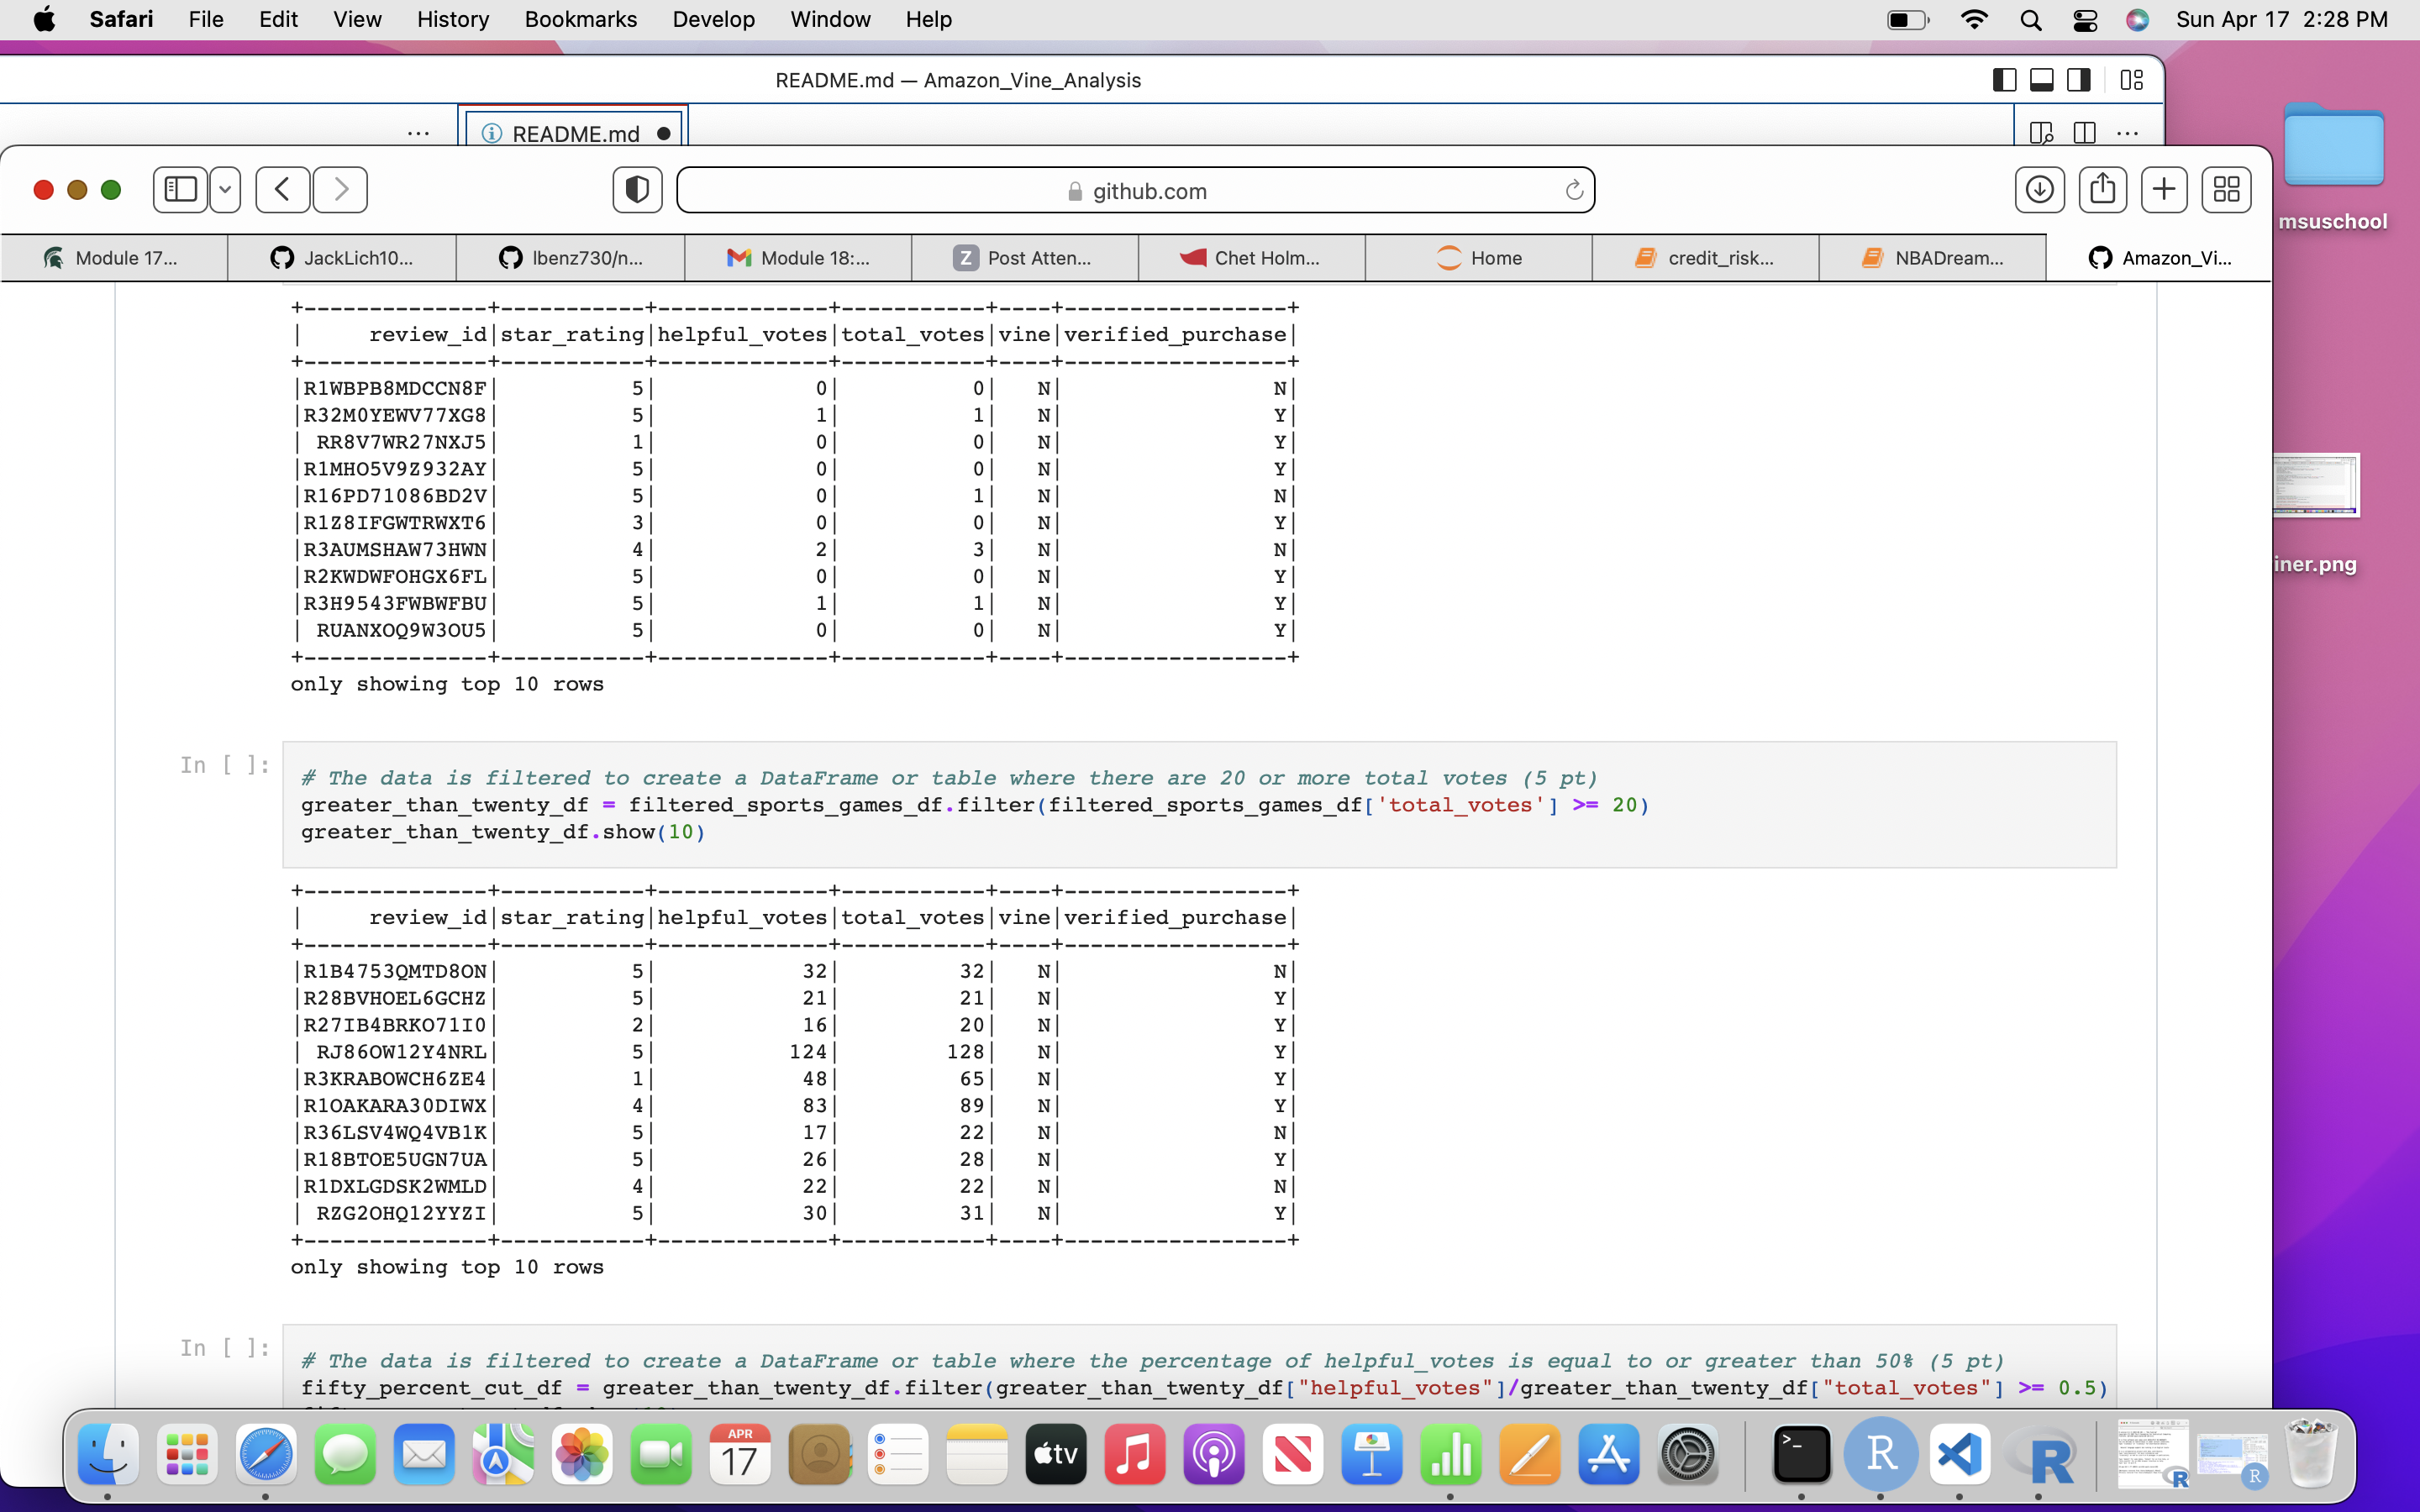 Safari File Edit View History Bookmarks Develop Window Help Sun Apr 17 2:28 PM
README.md — Amazon_Vine_Analysis
··· README.md ···
github.com
msuschool
Module 17... JackLich10... lbenz730/n... Module 18:... Post Atten... Chet Holm... Home credit_risk... NBADream... Amazon_Vi...
+--------------+-----------+-------------+-----------+----+-----------------+
|     review_id|star_rating|helpful_votes|total_votes|vine|verified_purchase|
+--------------+-----------+-------------+-----------+----+-----------------+
|R1WBPB8MDCCN8F|          5|            0|          0|   N|                N|
|R32M0YEWV77XG8|          5|            1|          1|   N|                Y|
| RR8V7WR27NXJ5|          1|            0|          0|   N|                Y|
|R1MHO5V9Z932AY|          5|            0|          0|   N|                Y|
|R16PD71086BD2V|          5|            0|          1|   N|                N|
|R1Z8IFGWTRWXT6|          3|            0|          0|   N|                Y|
|R3AUMSHAW73HWN|          4|            2|          3|   N|                N|
|R2KWDWFOHGX6FL|          5|            0|          0|   N|                Y|
|R3H9543FWBWFBU|          5|            1|          1|   N|                Y|
| RUANXOQ9W3OU5|          5|            0|          0|   N|                Y|
+--------------+-----------+-------------+-----------+----+-----------------+
only showing top 10 rows
iner.png
In [ ]:
# The data is filtered to create a DataFrame or table where there are 20 or more total votes (5 pt)
greater_than_twenty_df = filtered_sports_games_df.filter(filtered_sports_games_df['total_votes'] >= 20)
greater_than_twenty_df.show(10)
+--------------+-----------+-------------+-----------+----+-----------------+
|     review_id|star_rating|helpful_votes|total_votes|vine|verified_purchase|
+--------------+-----------+-------------+-----------+----+-----------------+
|R1B4753QMTD8ON|          5|           32|         32|   N|                N|
|R28BVHOEL6GCHZ|          5|           21|         21|   N|                Y|
|R27IB4BRKO71I0|          2|           16|         20|   N|                Y|
| RJ86OW12Y4NRL|          5|          124|        128|   N|                Y|
|R3KRABOWCH6ZE4|          1|           48|         65|   N|                Y|
|R1OAKARA30DIWX|          4|           83|         89|   N|                Y|
|R36LSV4WQ4VB1K|          5|           17|         22|   N|                N|
|R18BTOE5UGN7UA|          5|           26|         28|   N|                Y|
|R1DXLGDSK2WMLD|          4|           22|         22|   N|                N|
| RZG2OHQ12YYZI|          5|           30|         31|   N|                Y|
+--------------+-----------+-------------+-----------+----+-----------------+
only showing top 10 rows
In [ ]:
# The data is filtered to create a DataFrame or table where the percentage of helpful_votes is equal to or greater than 50% (5 pt)
fifty_percent_cut_df = greater_than_twenty_df.filter(greater_than_twenty_df["helpful_votes"]/greater_than_twenty_df["total_votes"] >= 0.5)
APR
17
tv